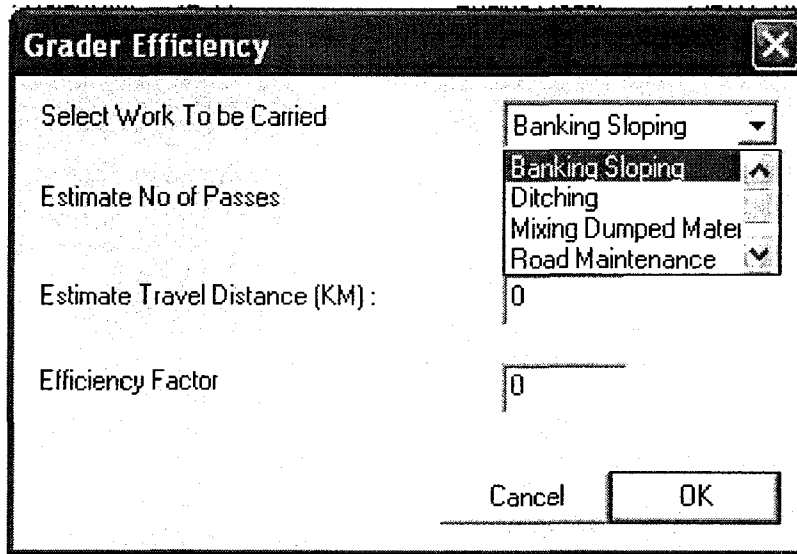 Grader Efficiency
Select Work To be Carried
Banking Sloping
Banking Sloping
Ditching
Mixing Dumped Mater
Road Maintenance
Estimate No of Passes
Estimate Travel Distance (KM) :
0
Efficiency Factor
0
Cancel
OK